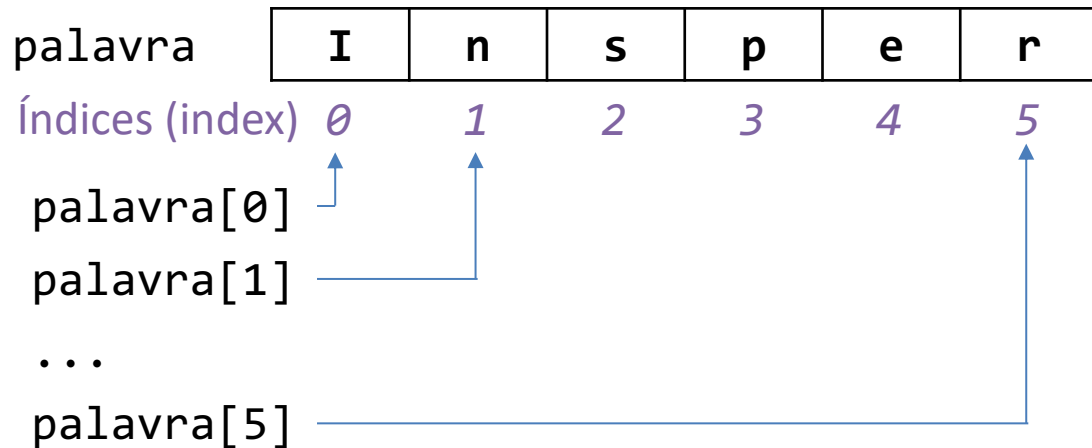 palavra I n s p e r
Índices (index) 0 1 2 3 4 5
palavra[0]
palavra[1]
...
palavra[5]